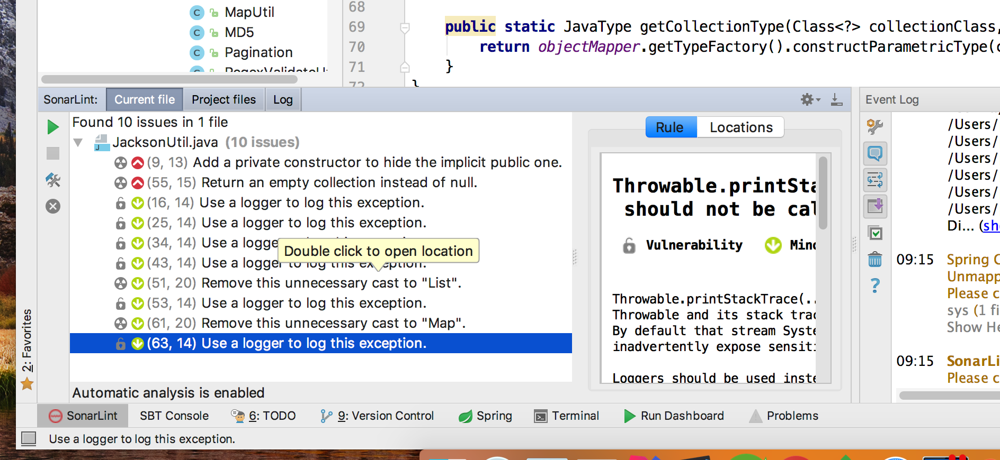 MapUtil
MD5
Pagination
68
69 public static JavaType getCollectionType(Class<?> collectionClass,
70 return objectMapper.getTypeFactory().constructParametricType(
71 }
72 }
SonarLint: Current file Project files Log
Found 10 issues in 1 file
JacksonUtil.java (10 issues)
(9, 13) Add a private constructor to hide the implicit public one.
(55, 15) Return an empty collection instead of null.
(16, 14) Use a logger to log this exception.
(25, 14) Use a logger to log this exception.
(34, 14) Use a logge
Double click to open location
(43, 14) Use a logger to log this exception.
(51, 20) Remove this unnecessary cast to "List".
(53, 14) Use a logger to log this exception.
(61, 20) Remove this unnecessary cast to "Map".
(63, 14) Use a logger to log this exception.
Automatic analysis is enabled
Rule Locations
Throwable.printSta
should not be cal
Vulnerability Mino
Throwable.printStackTrace(..
Throwable and its stack trac
By default that stream Syste
inadvertently expose sensiti
Loggers should be used inste
Event Log
/Users/
/Users/
/Users/
/Users/
/Users/
/Users/
Di... (sh
09:15 Spring C
Unmapp
Please c
sys (1 fi
Show He
09:15 SonarLi
Please c
2: Favorites
SonarLint SBT Console 6: TODO 9: Version Control Spring Terminal Run Dashboard Problems
Use a logger to log this exception.